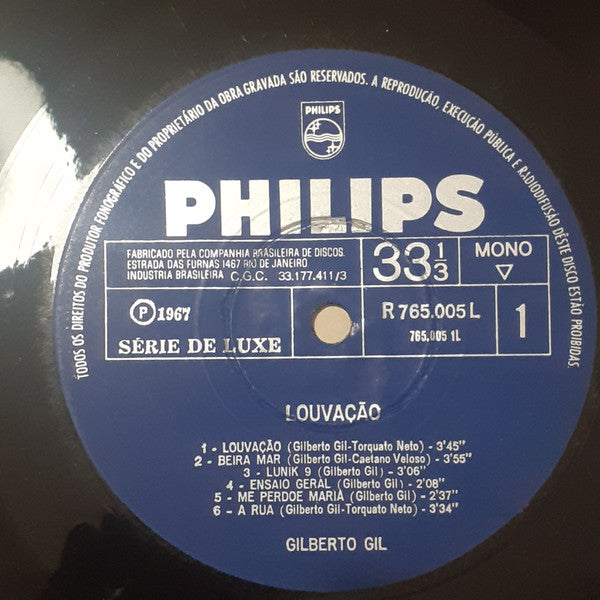 TODOS OS DIREITOS DO PRODUTOR FONOGRÁFICO E DO PROPRIETÁRIO DA OBRA GRAVADA SÃO RESERVADOS. A REPRODUÇÃO, EXECUÇÃO PÚBLICA E RADIODIFUSÃO DÊSTE DISCO ESTÃO PROIBIDAS.
PHILIPS
PHILIPS
FABRICADO PELA COMPANHIA BRASILEIRA DE DISCOS.
ESTRADA DAS FURNAS 1467 RIO DE JANEIRO
INDUSTRIA BRASILEIRA C.G.C. 33.177.411/3
33 1/3
MONO
▽
Ⓟ 1967
SÉRIE DE LUXE
R 765.005 L
765.005 1L
1
LOUVAÇÃO
1 - LOUVAÇÃO (Gilberto Gil-Torquato Neto) - 3'45"
2 - BEIRA MAR (Gilberto Gil-Caetano Veloso) - 3'55"
3 - LUNIK 9 (Gilberto Gil) - 3'06"
4 - ENSAIO GERAL (Gilberto Gil) - 2'08"
5 - ME PERDOE MARIA (Gilberto Gil) - 2'37"
6 - A RUA (Gilberto Gil-Torquato Neto) - 3'34"
GILBERTO GIL